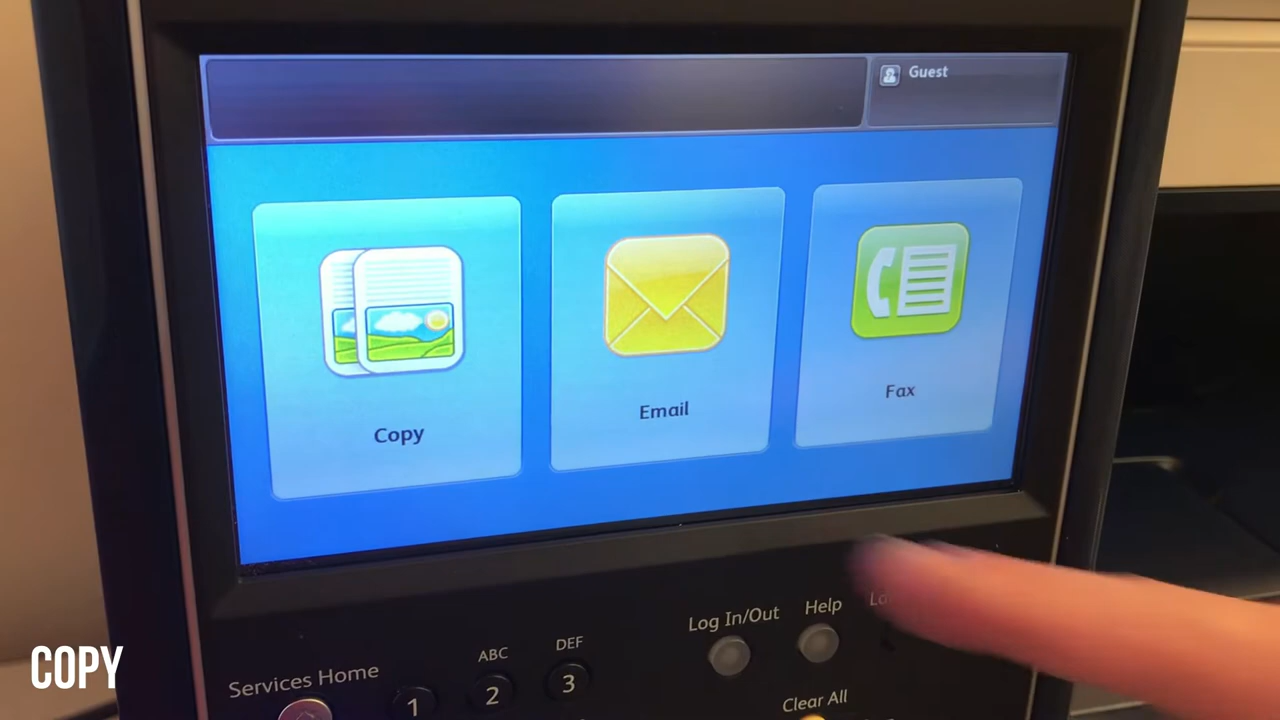 Guest
Copy
Email
Fax
Log In/Out
Help
ABC
DEF
Services Home
1
2
3
Clear All
COPY